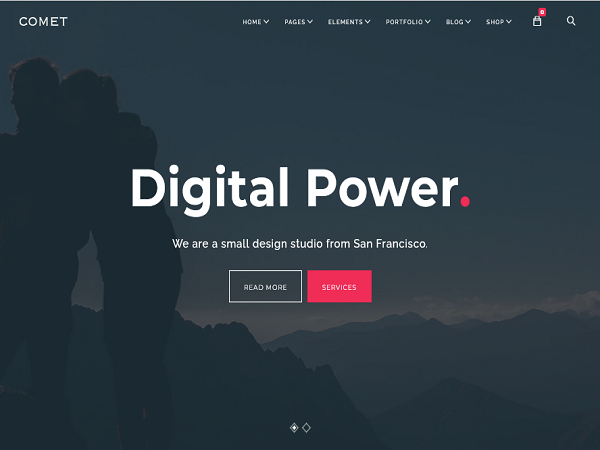 COMET
HOME PAGES ELEMENTS PORTFOLIO BLOG SHOP 0
Digital Power.
We are a small design studio from San Francisco.
READ MORE SERVICES